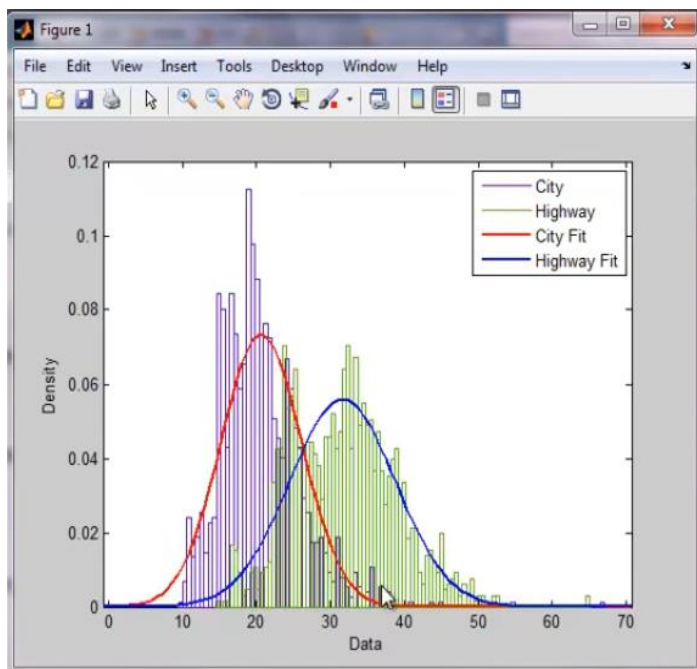 Figure 1
File Edit View Insert Tools Desktop Window Help
City
Highway
City Fit
Highway Fit
0.12
0.1
0.08
0.06
0.04
0.02
0
Density
0 10 20 30 40 50 60 70
Data